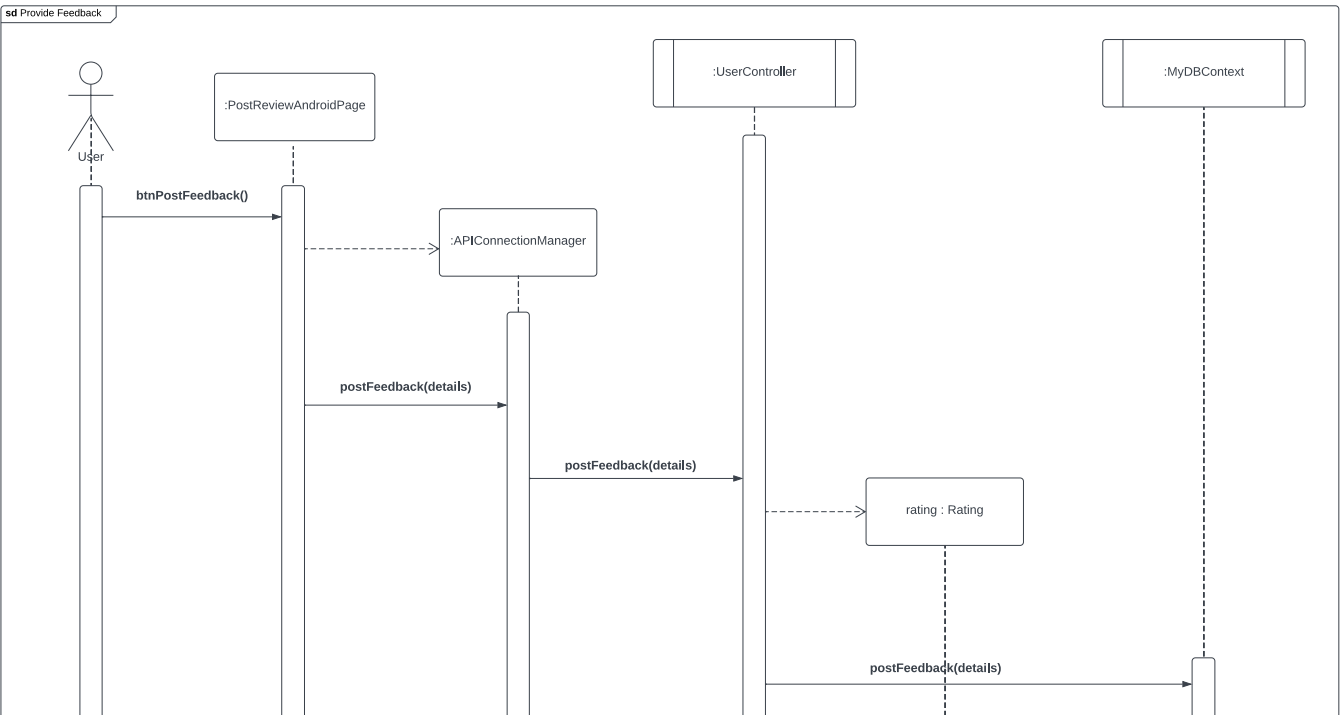 sd Provide Feedback
:UserController
:MyDBContext
:PostReviewAndroidPage
User
btnPostFeedback()
:APIConnectionManager
postFeedback(details)
postFeedback(details)
rating : Rating
postFeedback(details)